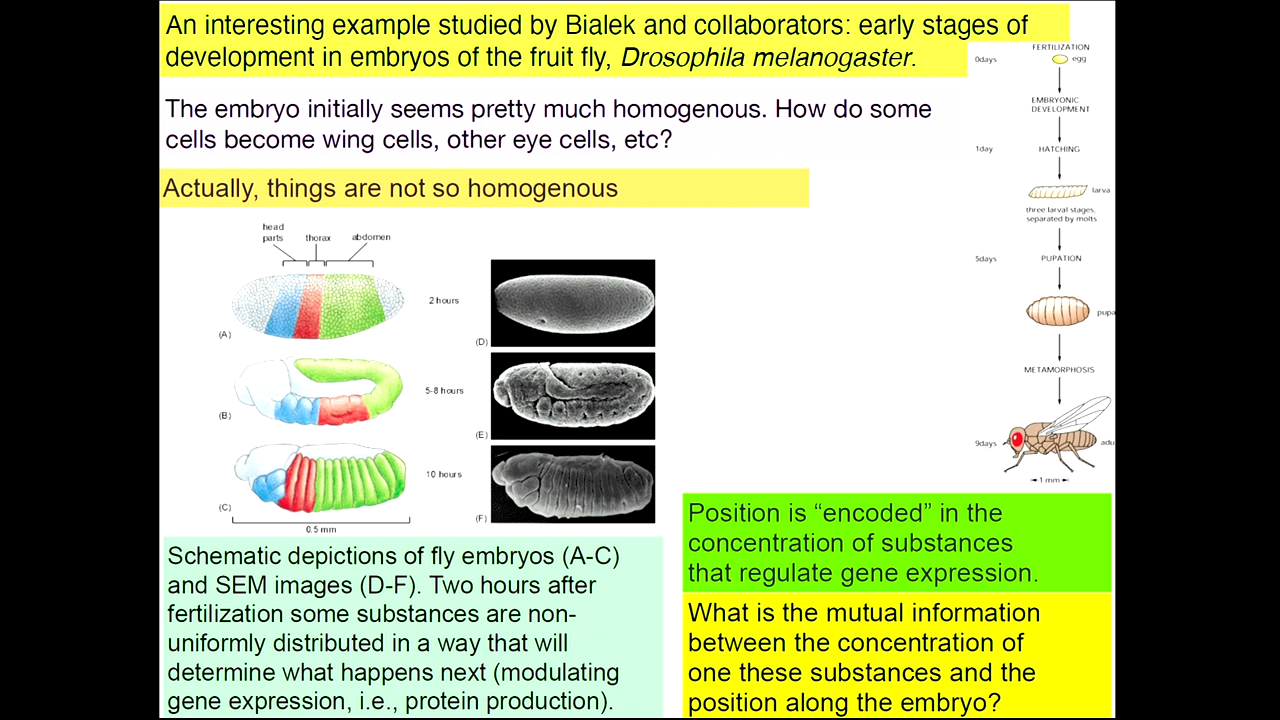 An interesting example studied by Bialek and collaborators: early stages of
development in embryos of the fruit fly, Drosophila melanogaster.
The embryo initially seems pretty much homogenous. How do some
cells become wing cells, other eye cells, etc?
Actually, things are not so homogenous
head
parts
thorax
abdomen
2 hours
(A)
(D)
5-8 hours
(B)
(E)
10 hours
(C)
(F)
0.5 mm
FERTILIZATION
0days
egg
EMBRYONIC
DEVELOPMENT
1day
HATCHING
larva
three larval stages,
separated by molts
5days
PUPATION
pupa
METAMORPHOSIS
9days
adu
1 mm
Schematic depictions of fly embryos (A-C)
and SEM images (D-F). Two hours after
fertilization some substances are non-
uniformly distributed in a way that will
determine what happens next (modulating
gene expression, i.e., protein production).
Position is “encoded” in the
concentration of substances
that regulate gene expression.
What is the mutual information
between the concentration of
one these substances and the
position along the embryo?